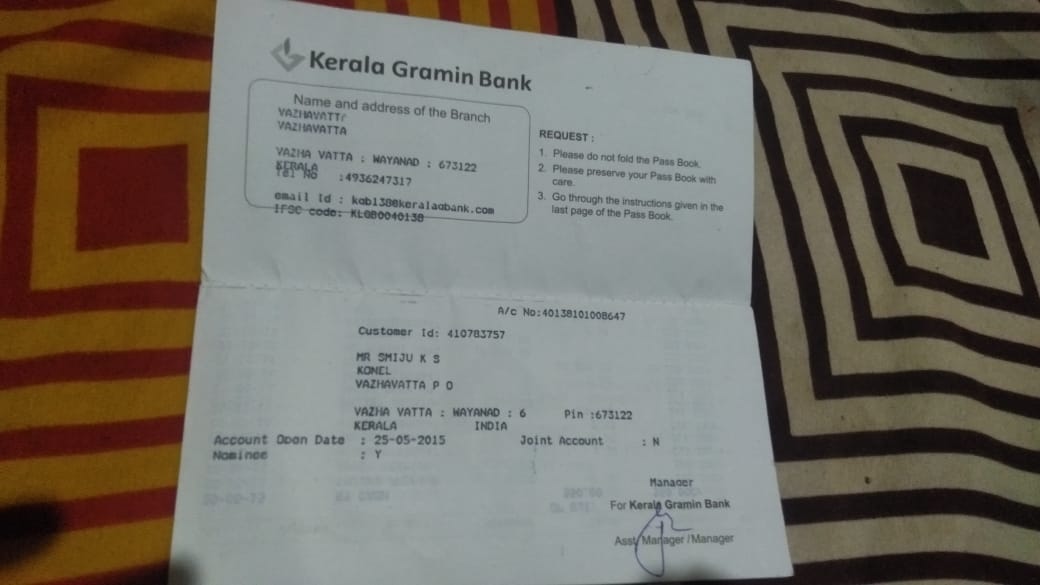 Kerala Gramin Bank
Name and address of the Branch
VAZHAVATTA
VAZHAVATTA
VAZHA VATTA : WAYANAD : 673122
KERALA
Tel No :4936247317
email Id : kgb138@keralagbank.com
IFSC code: KLGB0040138
REQUEST :
1. Please do not fold the Pass Book.
2. Please preserve your Pass Book with
care.
3. Go through the instructions given in the
last page of the Pass Book.
A/c No:40138101008647
Customer Id: 410783757
MR SMIJU K S
KONEL
VAZHAVATTA P O
VAZHA VATTA : WAYANAD : 6 Pin :673122
KERALA INDIA
Account Open Date : 25-05-2015 Joint Account : N
Nominee : Y
Manager
For Kerala Gramin Bank
Asst. Manager / Manager